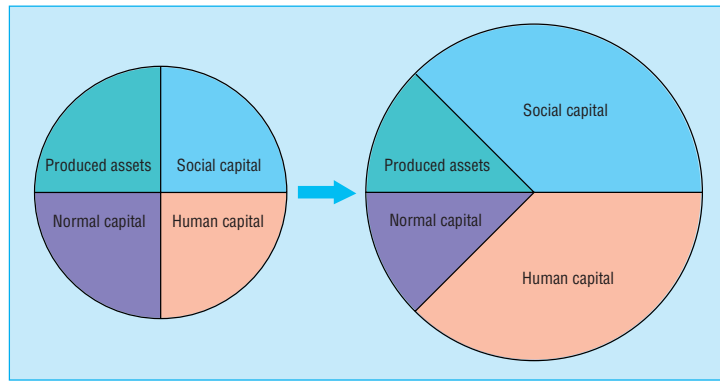 Produced assets
Social capital
Normal capital
Human capital
Social capital
Produced assets
Normal capital
Human capital